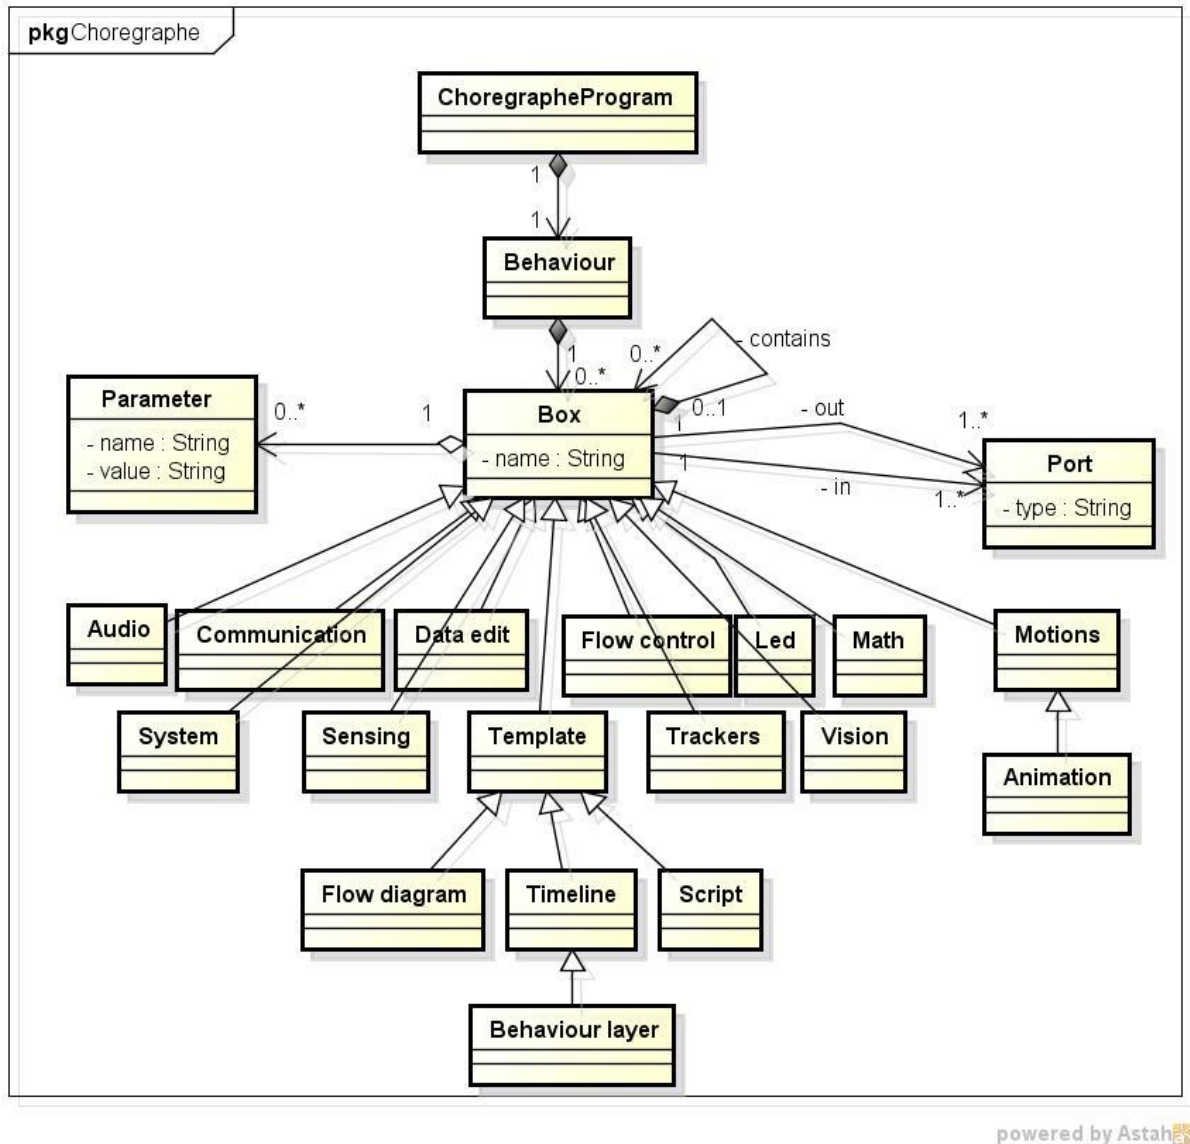 pkg Choregraphe
ChoregrapheProgram
1
1
Behaviour
1
0..*
0..*
- contains
0..1
Parameter
- name : String
- value : String
0..*
1
Box
- name : String
1
- out
1..*
1
- in
1..*
Port
- type : String
Audio
Communication
Data edit
Flow control
Led
Math
Motions
System
Sensing
Template
Trackers
Vision
Animation
Flow diagram
Timeline
Script
Behaviour layer
powered by Astah